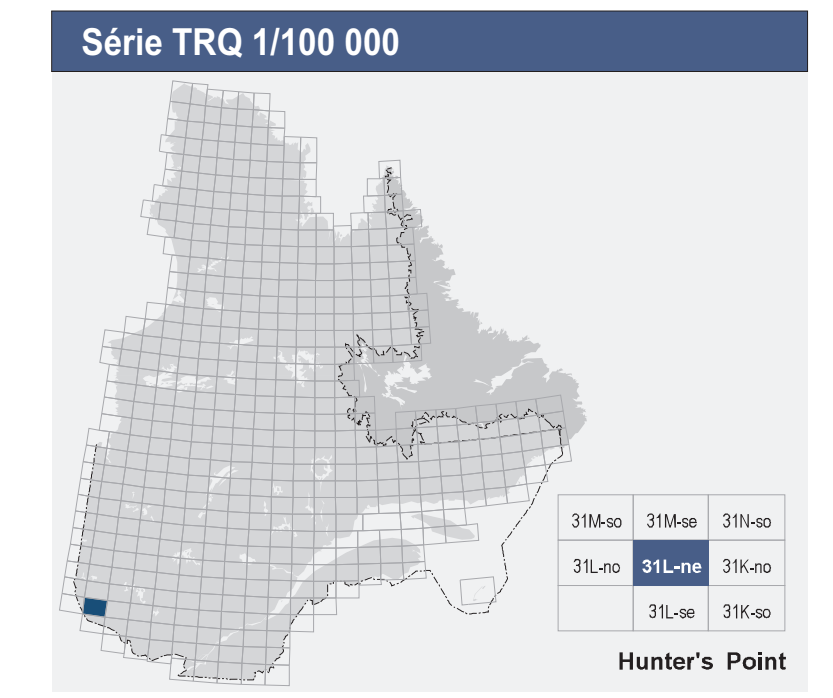 Série TRQ 1/100 000
31M-so 31M-se 31N-so
31L-no 31L-ne 31K-no
31L-se 31K-so
Hunter's Point